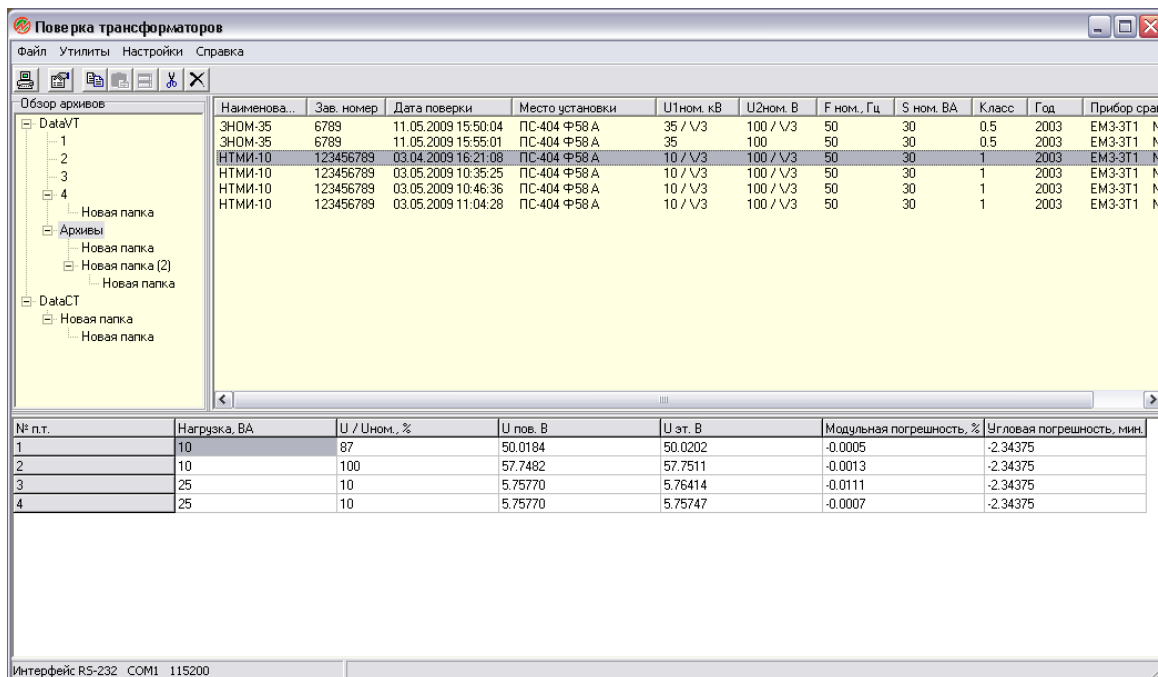 Поверка трансформаторов
Файл Утилиты Настройки Справка
Обзор архивов
DataVT
1
2
3
4
Новая папка
Архивы
Новая папка
Новая папка (2)
Новая папка
DataCT
Новая папка
Новая папка
Наименова... Зав. номер Дата поверки Место установки U1ном. кВ U2ном. В F ном., Гц S ном. ВА Класс Год Прибор сра
ЗНОМ-35 6789 11.05.2009 15:50:04 ПС-404 Ф58 А 35 / √3 100 / √3 50 30 0.5 2003 ЕМ3-3Т1
ЗНОМ-35 6789 11.05.2009 15:55:01 ПС-404 Ф58 А 35 100 50 30 0.5 2003 ЕМ3-3Т1
НТМИ-10 123456789 03.04.2009 16:21:08 ПС-404 Ф58 А 10 / √3 100 / √3 50 30 1 2003 ЕМ3-3Т1
НТМИ-10 123456789 03.05.2009 10:35:25 ПС-404 Ф58 А 10 / √3 100 / √3 50 30 1 2003 ЕМ3-3Т1
НТМИ-10 123456789 03.05.2009 10:46:36 ПС-404 Ф58 А 10 / √3 100 / √3 50 30 1 2003 ЕМ3-3Т1
НТМИ-10 123456789 03.05.2009 11:04:28 ПС-404 Ф58 А 10 / √3 100 / √3 50 30 1 2003 ЕМ3-3Т1
№ п.т. Нагрузка, ВА U / Uном., % U пов. В U эт. В Модульная погрешность, % Угловая погрешность, мин.
1 10 87 50.0184 50.0202 -0.0005 -2.34375
2 10 100 57.7482 57.7511 -0.0013 -2.34375
3 25 10 5.75770 5.76414 -0.0111 -2.34375
4 25 10 5.75770 5.75747 -0.0007 -2.34375
Интерфейс RS-232 COM1 115200